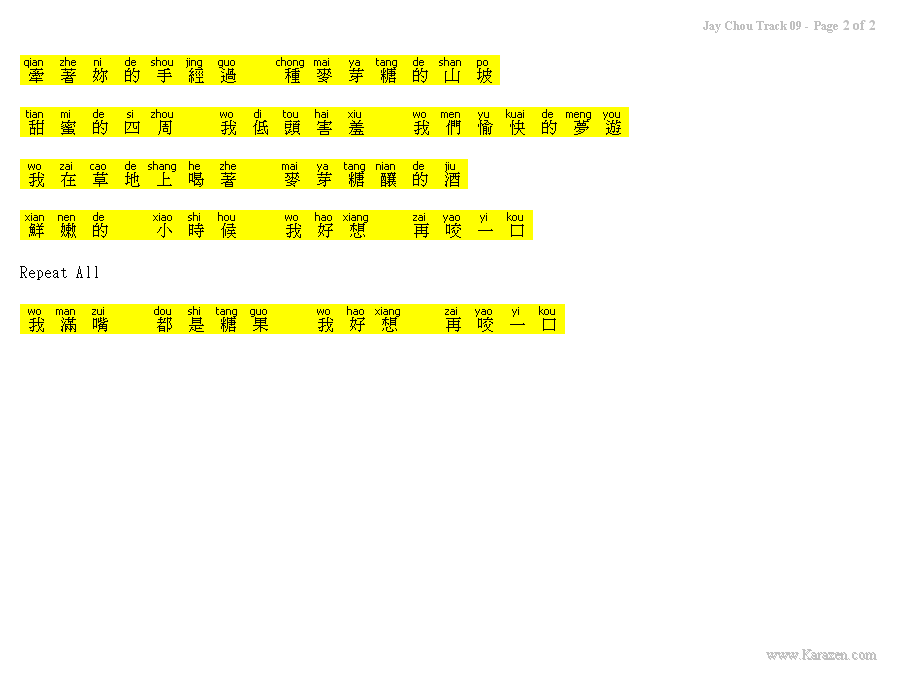 Jay Chou Track 09 - Page 2 of 2
qian zhe ni de shou jing guo chong mai ya tang de shan po
牽著妳的手經過 種麥芽糖的山坡
tian mi de si zhou wo di tou hai xiu wo men yu kuai de meng you
甜蜜的四周 我低頭害羞 我們愉快的夢遊
wo zai cao de shang he zhe mai ya tang nian de jiu
我在草地上喝著 麥芽糖釀的酒
xian nen de xiao shi hou wo hao xiang zai yao yi kou
鮮嫩的 小時候 我好想 再咬一口
Repeat All
wo man zui dou shi tang guo wo hao xiang zai yao yi kou
我滿嘴 都是糖果 我好想 再咬一口
www.Karazen.com